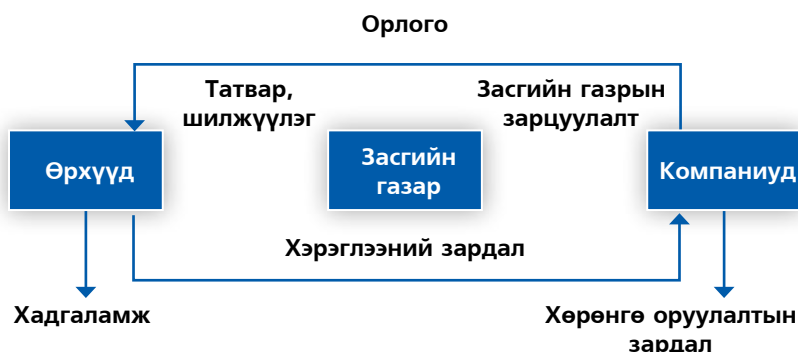 Орлого
Татвар,
шилжүүлэг
Засгийн газрын
зарцуулалт
Өрхүүд
Засгийн
газар
Компаниуд
Хэрэглээний зардал
Хадгаламж
Хөрөнгө оруулалтын
зардал